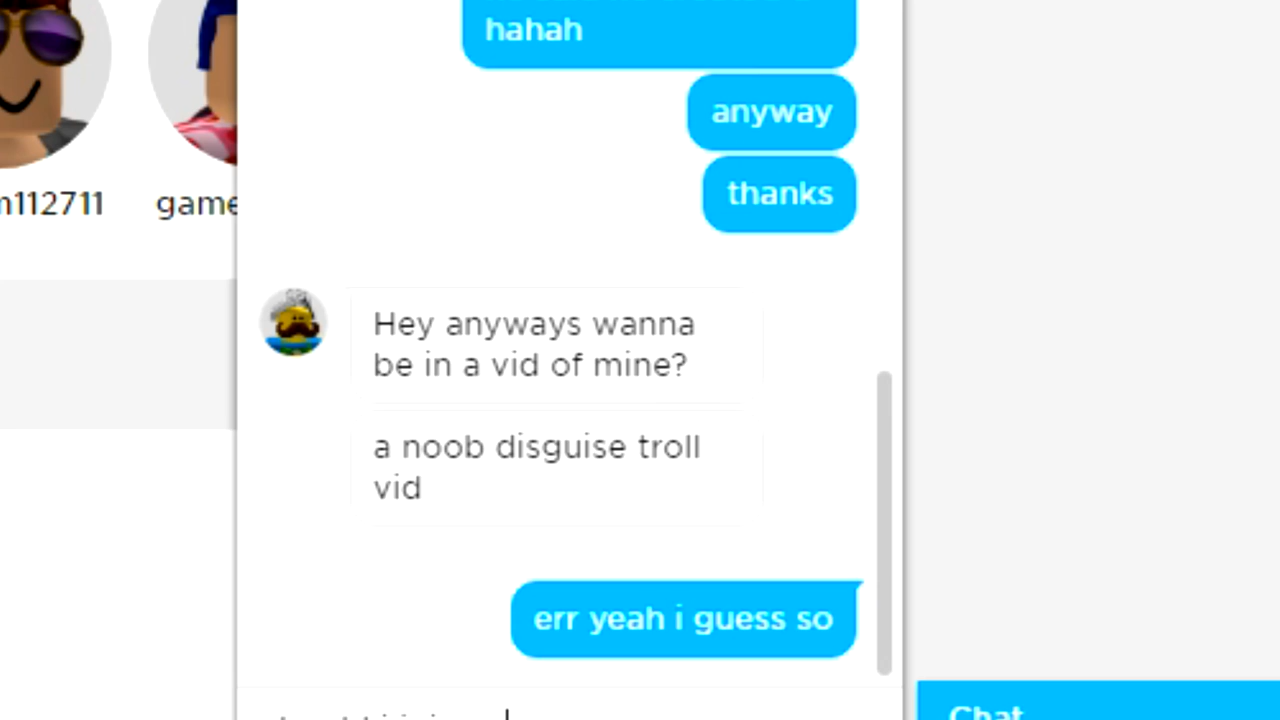 hahah
anyway
thanks
m112711
game
Hey anyways wanna
be in a vid of mine?
a noob disguise troll
vid
err yeah i guess so
Chat